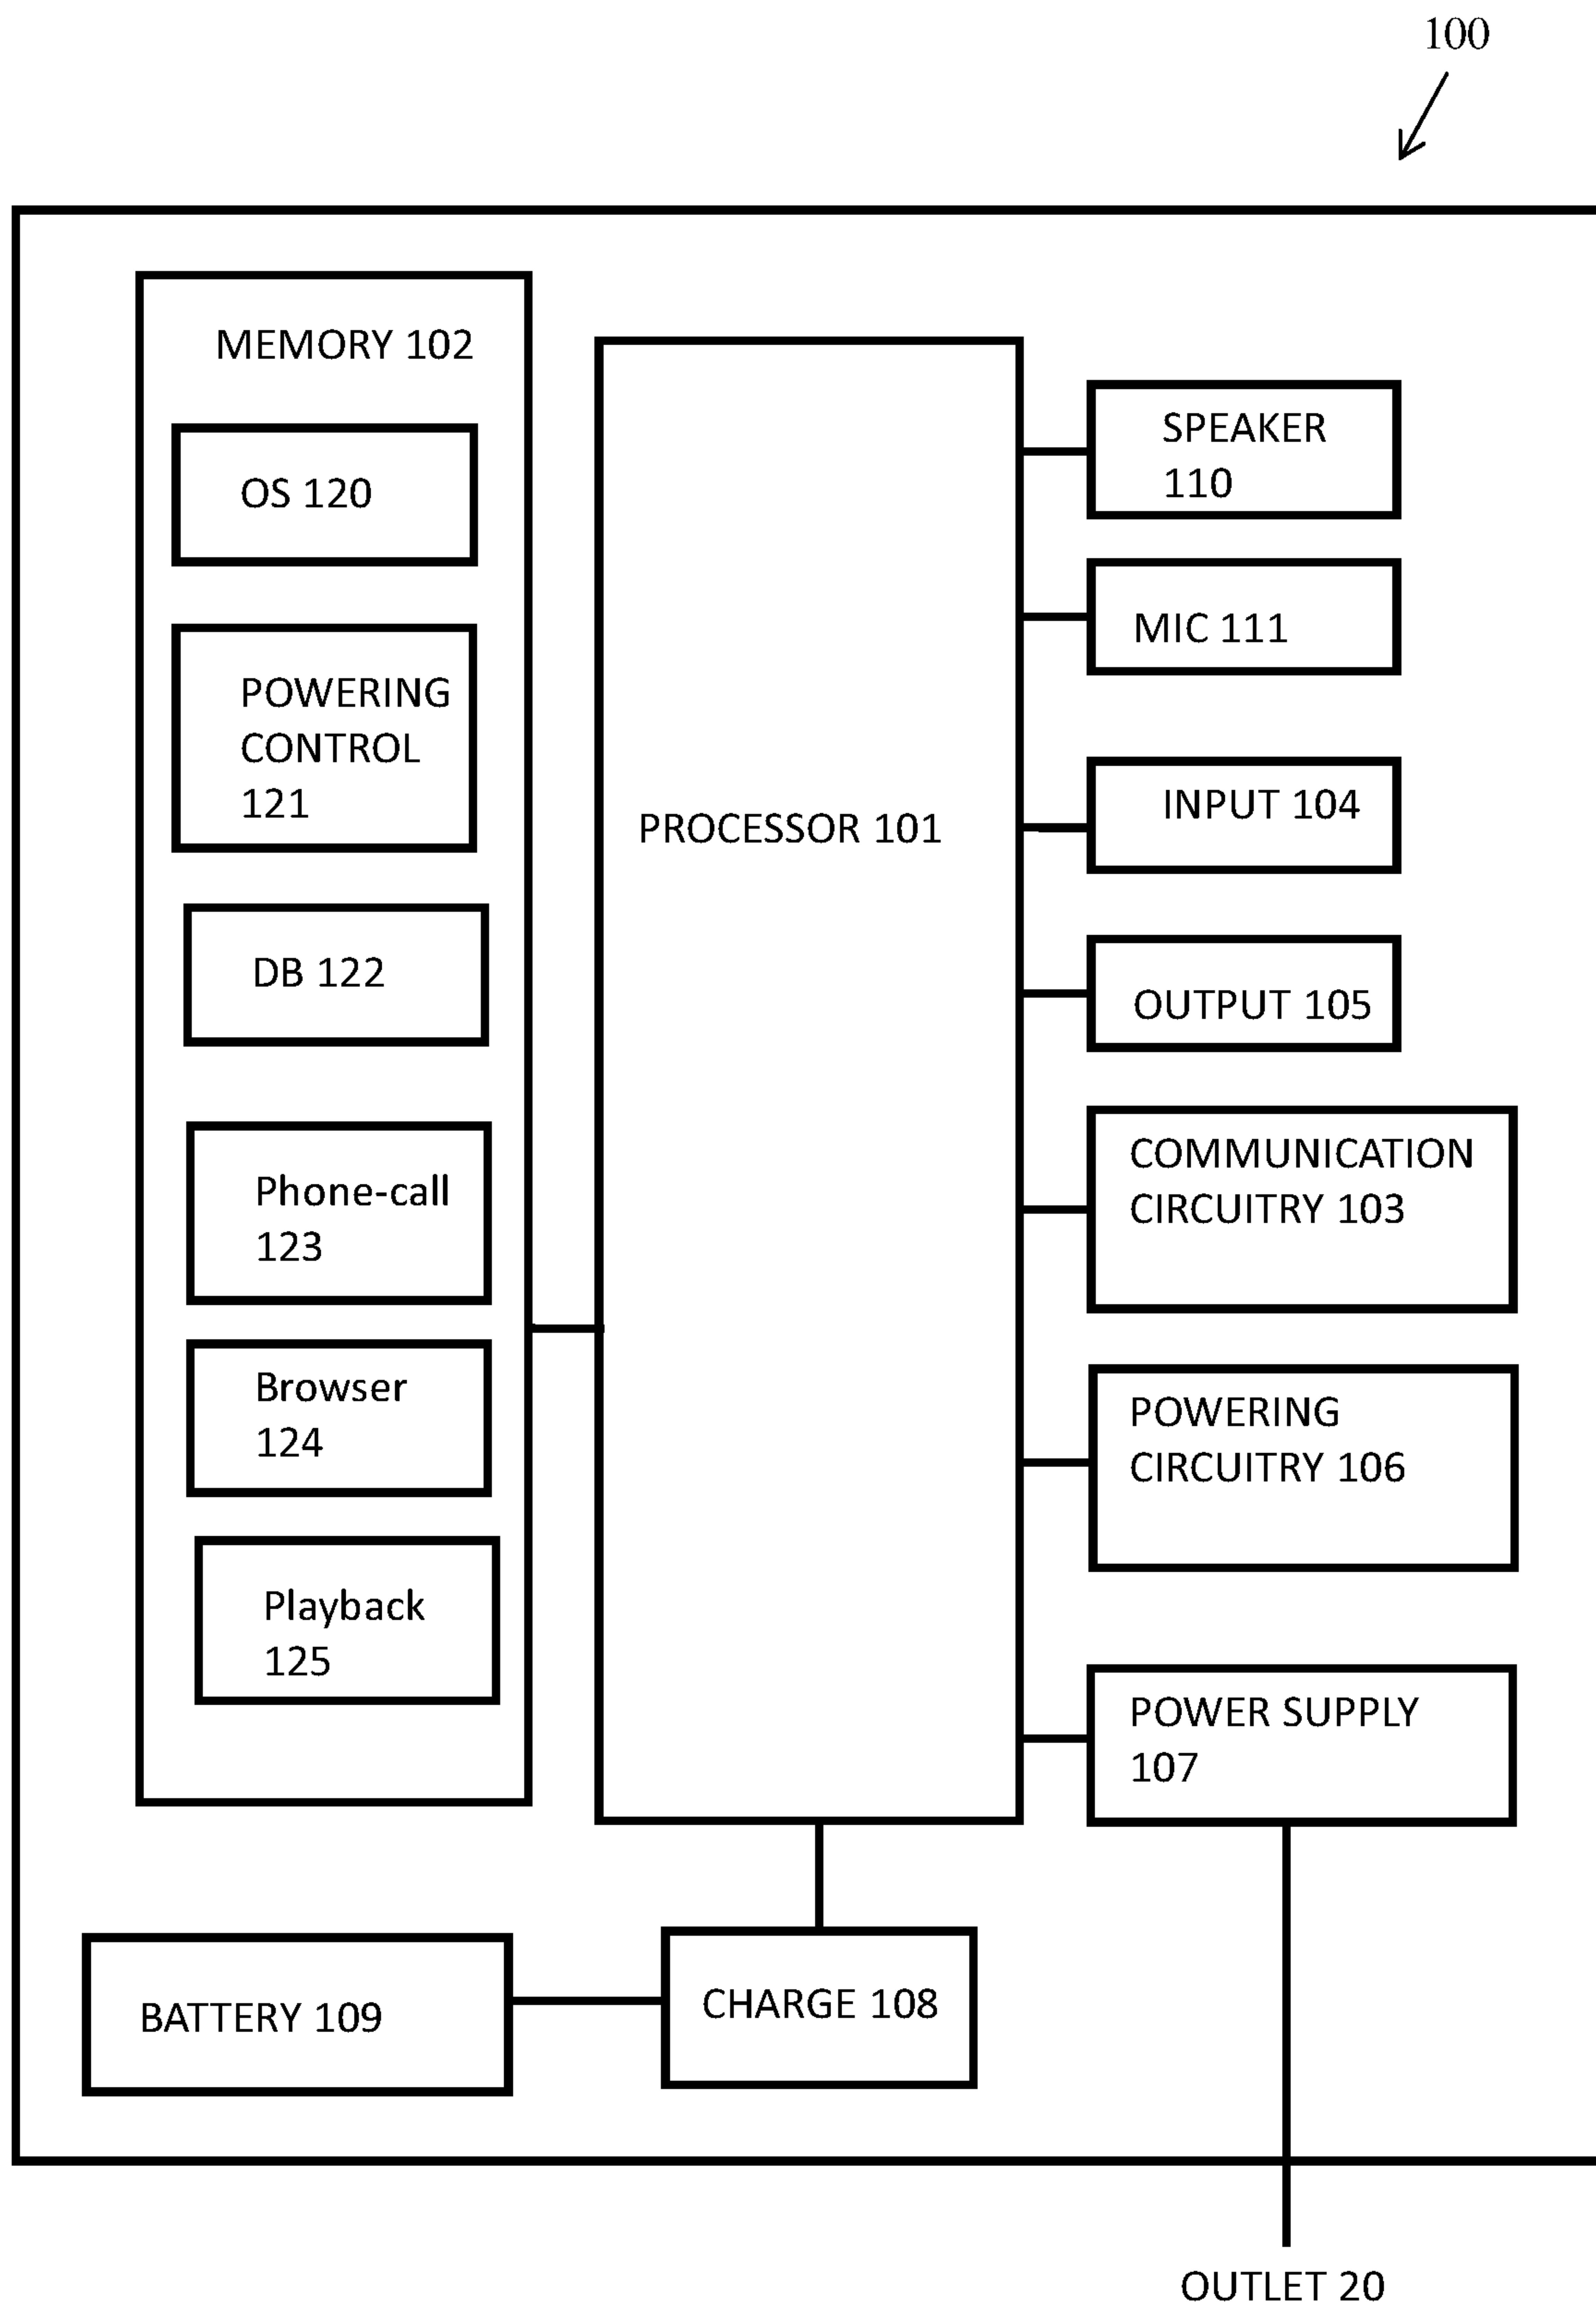 100
MEMORY 102
OS 120
POWERING
CONTROL
121
DB 122
Phone-call
123
Browser
124
Playback
125
PROCESSOR 101
SPEAKER
110
MIC 111
INPUT 104
OUTPUT 105
COMMUNICATION
CIRCUITRY 103
POWERING
CIRCUITRY 106
POWER SUPPLY
107
BATTERY 109
CHARGE 108
OUTLET 20